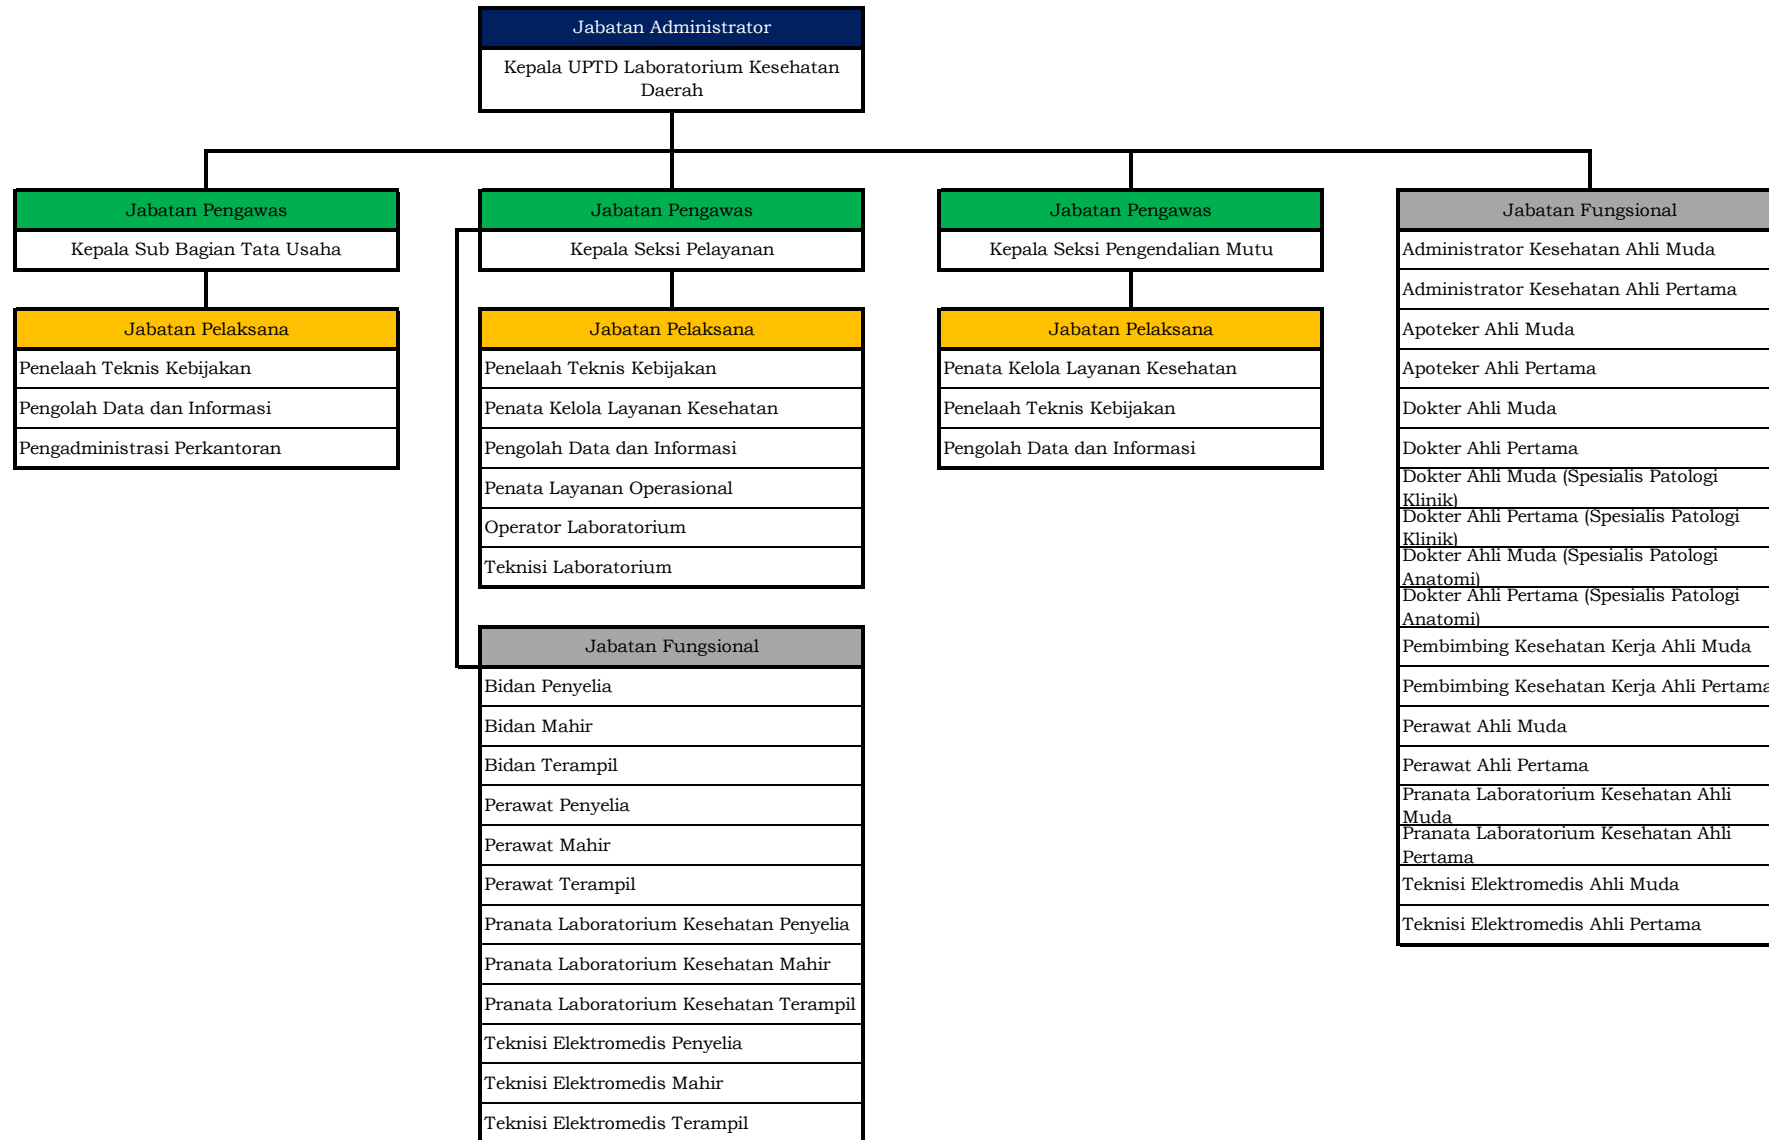 Jabatan Administrator
Kepala UPTD Laboratorium Kesehatan
Daerah
Jabatan Pengawas
Kepala Sub Bagian Tata Usaha
Jabatan Pelaksana
Penelaah Teknis Kebijakan
Pengolah Data dan Informasi
Pengadministrasi Perkantoran
Jabatan Pengawas
Kepala Seksi Pelayanan
Jabatan Pelaksana
Penelaah Teknis Kebijakan
Penata Kelola Layanan Kesehatan
Pengolah Data dan Informasi
Penata Layanan Operasional
Operator Laboratorium
Teknisi Laboratorium
Jabatan Fungsional
Bidan Penyelia
Bidan Mahir
Bidan Terampil
Perawat Penyelia
Perawat Mahir
Perawat Terampil
Pranata Laboratorium Kesehatan Penyelia
Pranata Laboratorium Kesehatan Mahir
Pranata Laboratorium Kesehatan Terampil
Teknisi Elektromedis Penyelia
Teknisi Elektromedis Mahir
Teknisi Elektromedis Terampil
Jabatan Pengawas
Kepala Seksi Pengendalian Mutu
Jabatan Pelaksana
Penata Kelola Layanan Kesehatan
Penelaah Teknis Kebijakan
Pengolah Data dan Informasi
Jabatan Fungsional
Administrator Kesehatan Ahli Muda
Administrator Kesehatan Ahli Pertama
Apoteker Ahli Muda
Apoteker Ahli Pertama
Dokter Ahli Muda
Dokter Ahli Pertama
Dokter Ahli Muda (Spesialis Patologi
Klinik)
Dokter Ahli Pertama (Spesialis Patologi
Klinik)
Dokter Ahli Muda (Spesialis Patologi
Anatomi)
Dokter Ahli Pertama (Spesialis Patologi
Anatomi)
Pembimbing Kesehatan Kerja Ahli Muda
Pembimbing Kesehatan Kerja Ahli Pertama
Perawat Ahli Muda
Perawat Ahli Pertama
Pranata Laboratorium Kesehatan Ahli
Muda
Pranata Laboratorium Kesehatan Ahli
Pertama
Teknisi Elektromedis Ahli Muda
Teknisi Elektromedis Ahli Pertama